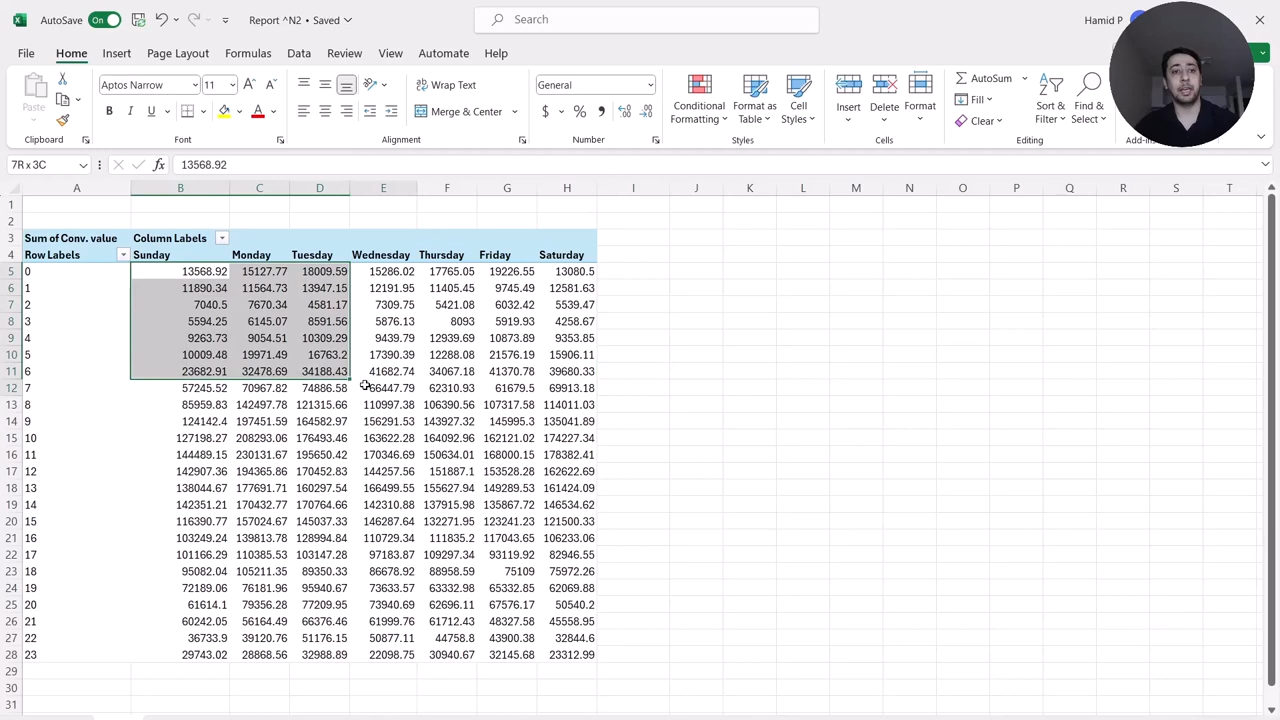 AutoSave On Report ^N2 • Saved Search Hamid P
File Home Insert Page Layout Formulas Data Review View Automate Help
Paste Aptos Narrow 11 A A Wrap Text General Conditional Formatting Format as Table Cell Styles Insert Delete Format AutoSum Sort & Filter Find & Select
B I U A Merge & Center $ % Fill Clear
Clipboard Font Alignment Number Styles Cells Editing
7R x 3C fx 13568.92
A B C D E F G H I J K L M N O P Q R S T
1
2
3 Sum of Conv. value Column Labels
4 Row Labels Sunday Monday Tuesday Wednesday Thursday Friday Saturday
5 0 13568.92 15127.77 18009.59 15286.02 17765.05 19226.55 13080.5
6 1 11890.34 11564.73 13947.15 12191.95 11405.45 9745.49 12581.63
7 2 7040.5 7670.34 4581.17 7309.75 5421.08 6032.42 5539.47
8 3 5594.25 6145.07 8591.56 5876.13 8093 5919.93 4258.67
9 4 9263.73 9054.51 10309.29 9439.79 12939.69 10873.89 9353.85
10 5 10009.48 19971.49 16763.2 17390.39 12288.08 21576.19 15906.11
11 6 23682.91 32478.69 34188.43 41682.74 34067.18 41370.78 39680.33
12 7 57245.52 70967.82 74886.58 66447.79 62310.93 61679.5 69913.18
13 8 85959.83 142497.78 121315.66 110997.38 106390.56 107317.58 114011.03
14 9 124142.4 197451.59 164582.97 156291.53 143927.32 145995.3 135041.89
15 10 127198.27 208293.06 176493.46 163622.28 164092.96 162121.02 174227.34
16 11 144489.15 230131.67 195650.42 170346.69 150634.01 168000.15 178382.41
17 12 142907.36 194365.86 170452.83 144257.56 151887.1 153528.28 162622.69
18 13 138044.67 177691.71 160297.54 166499.55 155627.94 149289.53 161424.09
19 14 142351.21 170432.77 170764.66 142310.88 137915.98 135867.72 146534.62
20 15 116390.77 157024.67 145037.33 146287.64 132271.95 123241.23 121500.33
21 16 103249.24 139813.78 128994.84 110729.34 111835.2 117043.65 106233.06
22 17 101166.29 110385.53 103147.28 97183.87 109297.34 93119.92 82946.55
23 18 95082.04 105211.35 89350.33 86678.92 88958.59 75109 75972.26
24 19 72189.06 76181.96 95940.67 73633.57 63332.98 65332.85 62069.88
25 20 61614.1 79356.28 77209.95 73940.69 62696.11 67576.17 50540.2
26 21 60242.05 56164.49 66376.46 61999.76 61712.43 48327.58 45558.95
27 22 36733.9 39120.76 51176.15 50877.11 44758.8 43900.38 32844.6
28 23 29743.02 28868.56 32988.89 22098.75 30940.67 32145.68 23312.99
29
30
31